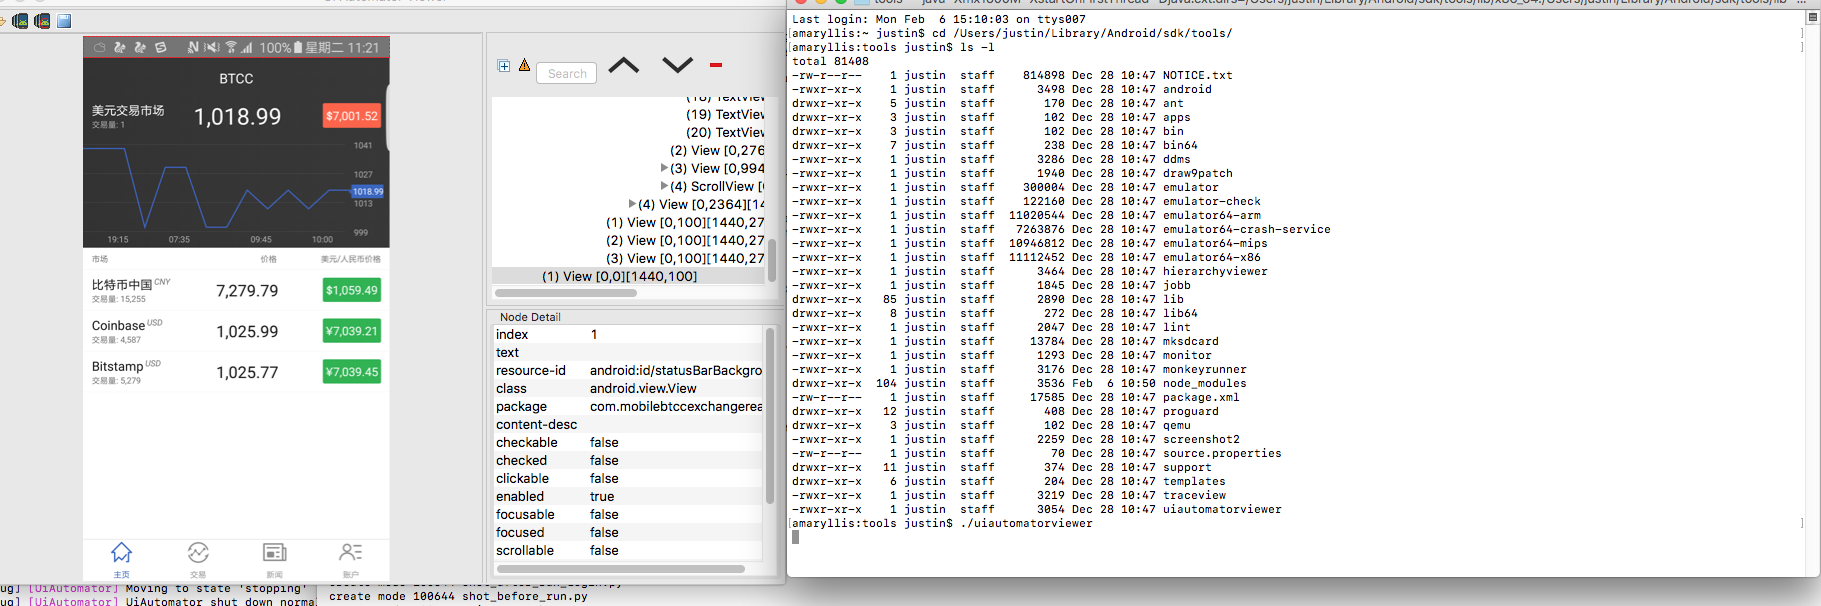 UI Automator Viewer
100% 星期二 11:21
BTCC
美元交易市场
交易量: 1
1,018.99
$7,001.52
1041
1027
1018.99
1013
999
19:15 07:35 09:45 10:00
市场 价格 美元/人民币价格
比特币中国 CNY
交易量: 15,255
7,279.79
$1,059.49
Coinbase USD
交易量: 4,587
1,025.99
¥7,039.21
Bitstamp USD
交易量: 5,279
1,025.77
¥7,039.45
主页 交易 新闻 账户
Search
(18) TextView
(19) TextView
(20) TextView
(2) View [0,276
(3) View [0,994
(4) ScrollView [
(4) View [0,2364][14
(1) View [0,100][1440,27
(2) View [0,100][1440,27
(3) View [0,100][1440,27
(1) View [0,0][1440,100]
Node Detail
index 1
text
resource-id android:id/statusBarBackgro
class android.view.View
package com.mobilebtccexchangerea
content-desc
checkable false
checked false
clickable false
enabled true
focusable false
focused false
scrollable false
ug] [UiAutomator] Moving to state 'stopping'
ug] [UiAutomator] UiAutomator shut down normal
create mode 100644 shot_before_run.py
Last login: Mon Feb  6 15:10:03 on ttys007
[amaryllis:~ justin$ cd /Users/justin/Library/Android/sdk/tools/ ]
[amaryllis:tools justin$ ls -l ]
total 81408
-rw-r--r-- 1 justin staff 814898 Dec 28 10:47 NOTICE.txt
-rwxr-xr-x 1 justin staff 3498 Dec 28 10:47 android
drwxr-xr-x 5 justin staff 170 Dec 28 10:47 ant
drwxr-xr-x 3 justin staff 102 Dec 28 10:47 apps
drwxr-xr-x 3 justin staff 102 Dec 28 10:47 bin
drwxr-xr-x 7 justin staff 238 Dec 28 10:47 bin64
-rwxr-xr-x 1 justin staff 3286 Dec 28 10:47 ddms
-rwxr-xr-x 1 justin staff 1940 Dec 28 10:47 draw9patch
-rwxr-xr-x 1 justin staff 300004 Dec 28 10:47 emulator
-rwxr-xr-x 1 justin staff 122160 Dec 28 10:47 emulator-check
-rwxr-xr-x 1 justin staff 11020544 Dec 28 10:47 emulator64-arm
-rwxr-xr-x 1 justin staff 7263876 Dec 28 10:47 emulator64-crash-service
-rwxr-xr-x 1 justin staff 10946812 Dec 28 10:47 emulator64-mips
-rwxr-xr-x 1 justin staff 11112452 Dec 28 10:47 emulator64-x86
-rwxr-xr-x 1 justin staff 3464 Dec 28 10:47 hierarchyviewer
-rwxr-xr-x 1 justin staff 1845 Dec 28 10:47 jobb
drwxr-xr-x 85 justin staff 2890 Dec 28 10:47 lib
drwxr-xr-x 8 justin staff 272 Dec 28 10:47 lib64
-rwxr-xr-x 1 justin staff 2047 Dec 28 10:47 lint
-rwxr-xr-x 1 justin staff 13784 Dec 28 10:47 mksdcard
-rwxr-xr-x 1 justin staff 1293 Dec 28 10:47 monitor
-rwxr-xr-x 1 justin staff 3176 Dec 28 10:47 monkeyrunner
drwxr-xr-x 104 justin staff 3536 Feb  6 10:50 node_modules
-rw-r--r-- 1 justin staff 17585 Dec 28 10:47 package.xml
drwxr-xr-x 12 justin staff 408 Dec 28 10:47 proguard
drwxr-xr-x 3 justin staff 102 Dec 28 10:47 qemu
-rwxr-xr-x 1 justin staff 2259 Dec 28 10:47 screenshot2
-rw-r--r-- 1 justin staff 70 Dec 28 10:47 source.properties
drwxr-xr-x 11 justin staff 374 Dec 28 10:47 support
drwxr-xr-x 6 justin staff 204 Dec 28 10:47 templates
-rwxr-xr-x 1 justin staff 3219 Dec 28 10:47 traceview
-rwxr-xr-x 1 justin staff 3054 Dec 28 10:47 uiautomatorviewer
[amaryllis:tools justin$ ./uiautomatorviewer ]